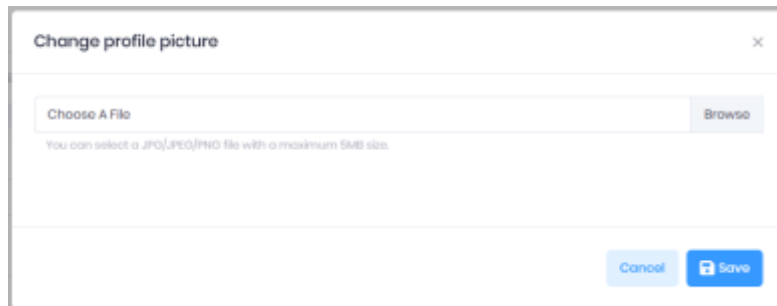 Change profile picture
Choose A File
Browse
You can select a JPG/JPEG/PNG file with a maximum 5MB size.
Cancel
Save